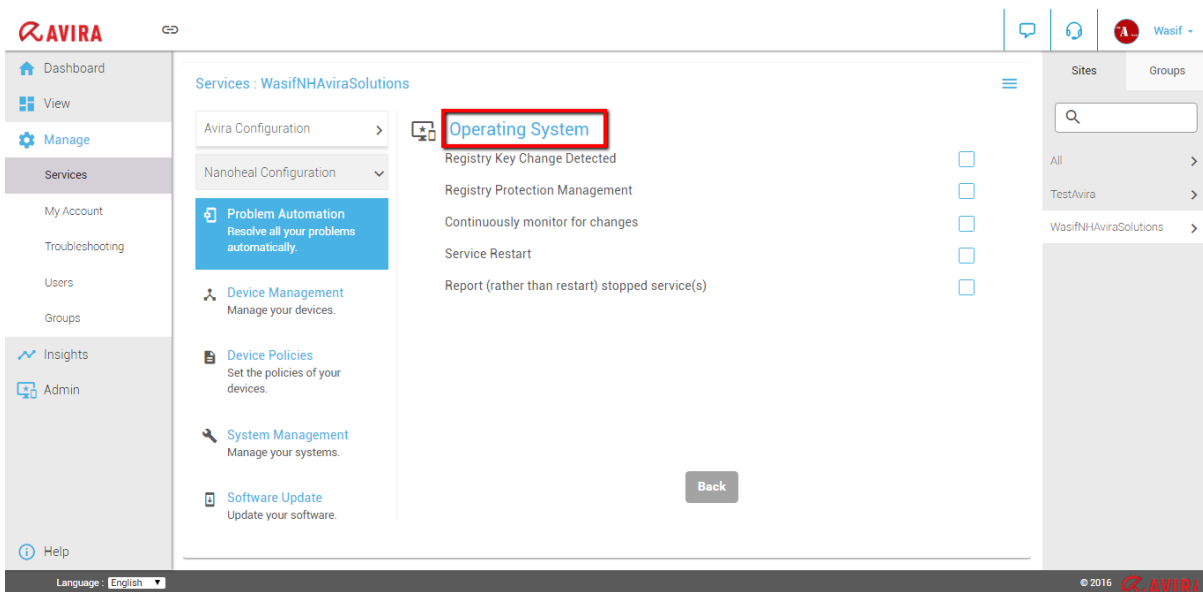 AVIRA
Wasif
Dashboard
View
Manage
Services
My Account
Troubleshooting
Users
Groups
Insights
Admin
Help
Services : WasifNHAviraSolutions
Avira Configuration
Nanoheal Configuration
Problem Automation
Resolve all your problems
automatically.
Device Management
Manage your devices.
Device Policies
Set the policies of your
devices.
System Management
Manage your systems.
Software Update
Update your software.
Operating System
Registry Key Change Detected
Registry Protection Management
Continuously monitor for changes
Service Restart
Report (rather than restart) stopped service(s)
Back
Sites Groups
All
TestAvira
WasifNHAviraSolutions
Language : English
© 2016 AVIRA